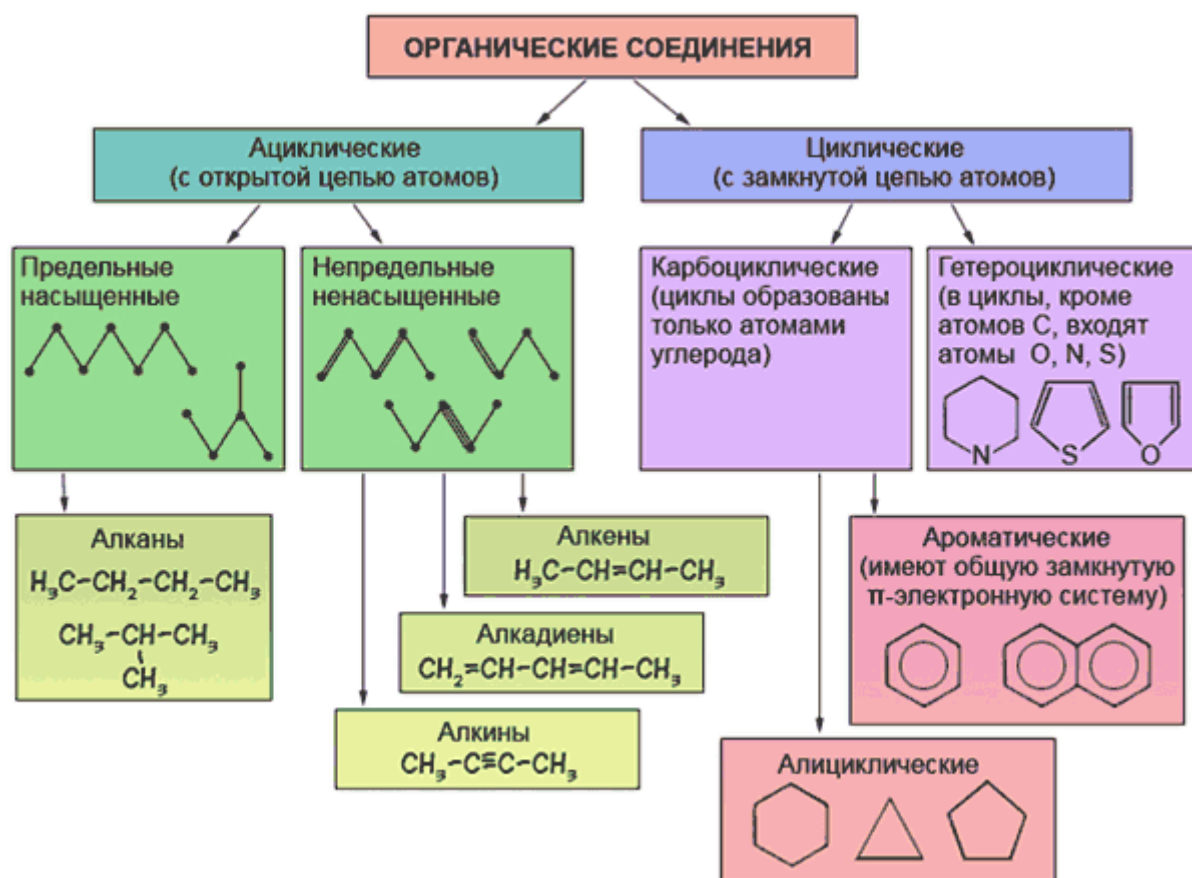 ОРГАНИЧЕСКИЕ СОЕДИНЕНИЯ
Ациклические
(с открытой цепью атомов)
Циклические
(с замкнутой цепью атомов)
Предельные
насыщенные
Непредельные
ненасыщенные
Карбоциклические
(циклы образованы
только атомами
углерода)
Гетероциклические
(в циклы, кроме
атомов С, входят
атомы O, N, S)
N
S
O
Алканы
H₃C-CH₂-CH₂-CH₃
CH₃-CH-CH₃
CH₃
Алкены
H₃C-CH=CH-CH₃
Алкадиены
CH₂=CH-CH=CH-CH₃
Алкины
CH₃-C≡C-CH₃
Ароматические
(имеют общую замкнутую
π-электронную систему)
Алициклические